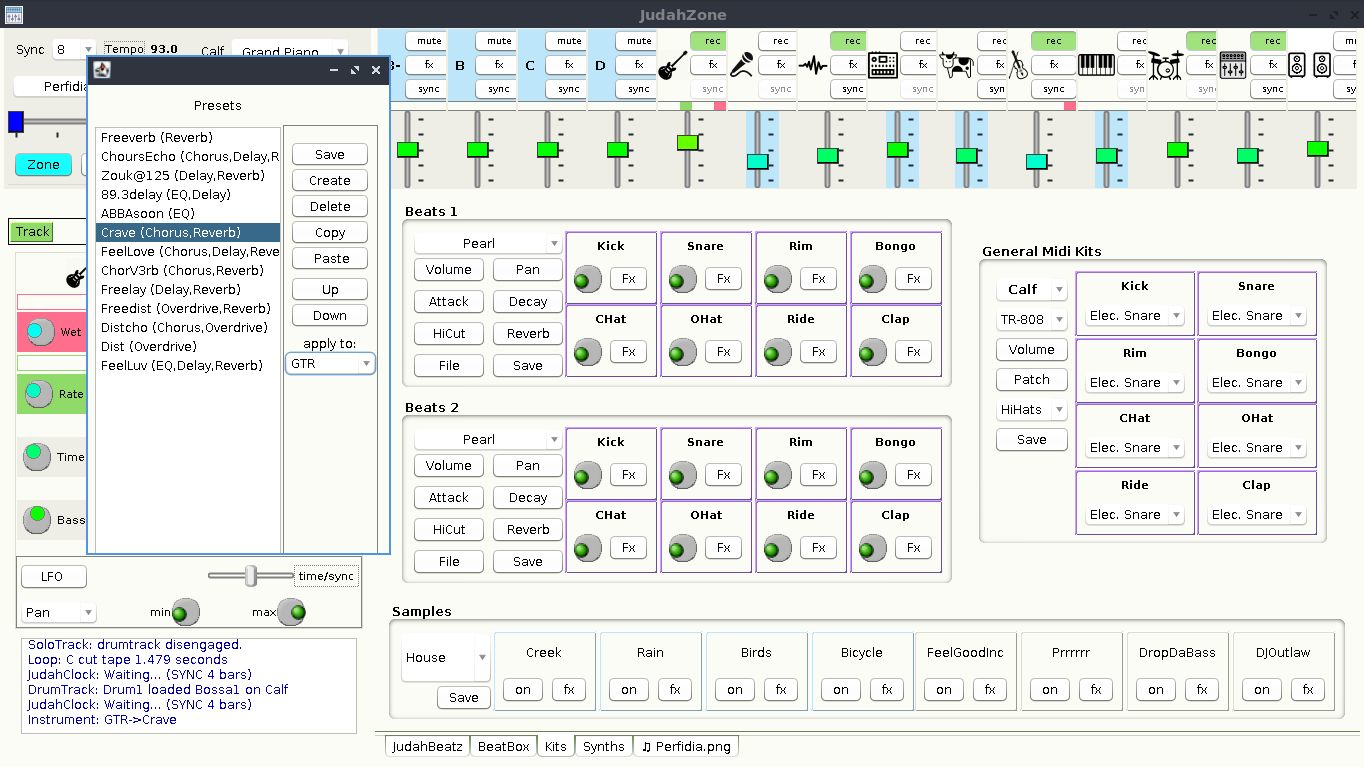 JudahZone
Sync 8 Tempo 93.0 Calf Grand Piano
Perfidia
Zone
mute mute mute mute rec rec rec rec rec rec rec rec rec
B- fx B fx C fx D fx fx fx fx fx fx fx fx fx
sync sync sync sync sync sync sync sync sync sync sync sync sync
Presets
Freeverb (Reverb)
ChoursEcho (Chorus,Delay,R
Zouk@125 (Delay,Reverb)
89.3delay (EQ,Delay)
ABBAsoon (EQ)
Crave (Chorus,Reverb)
FeelLove (Chorus,Delay,Reve
ChorV3rb (Chorus,Reverb)
Freelay (Delay,Reverb)
Freedist (Overdrive,Reverb)
Distcho (Chorus,Overdrive)
Dist (Overdrive)
FeelLuv (EQ,Delay,Reverb)
Save
Create
Delete
Copy
Paste
Up
Down
apply to:
GTR
Track
Wet
Rate
Time
Bass
LFO time/sync
Pan min max
SoloTrack: drumtrack disengaged.
Loop: C cut tape 1.479 seconds
JudahClock: Waiting... (SYNC 4 bars)
DrumTrack: Drum1 loaded Bossa1 on Calf
JudahClock: Waiting... (SYNC 4 bars)
Instrument: GTR->Crave
Beats 1
Pearl
Volume Pan
Attack Decay
HiCut Reverb
File Save
Kick Snare Rim Bongo
Fx Fx Fx Fx
CHat OHat Ride Clap
Fx Fx Fx Fx
Beats 2
Pearl
Volume Pan
Attack Decay
HiCut Reverb
File Save
Kick Snare Rim Bongo
Fx Fx Fx Fx
CHat OHat Ride Clap
Fx Fx Fx Fx
General Midi Kits
Calf
TR-808
Volume
Patch
HiHats
Save
Kick Snare
Elec. Snare Elec. Snare
Rim Bongo
Elec. Snare Elec. Snare
CHat OHat
Elec. Snare Elec. Snare
Ride Clap
Elec. Snare Elec. Snare
Samples
House
Save
Creek Rain Birds Bicycle FeelGoodInc Prrrrrr DropDaBass DJOutlaw
on fx on fx on fx on fx on fx on fx on fx on fx
JudahBeatz BeatBox Kits Synths ♫ Perfidia.png